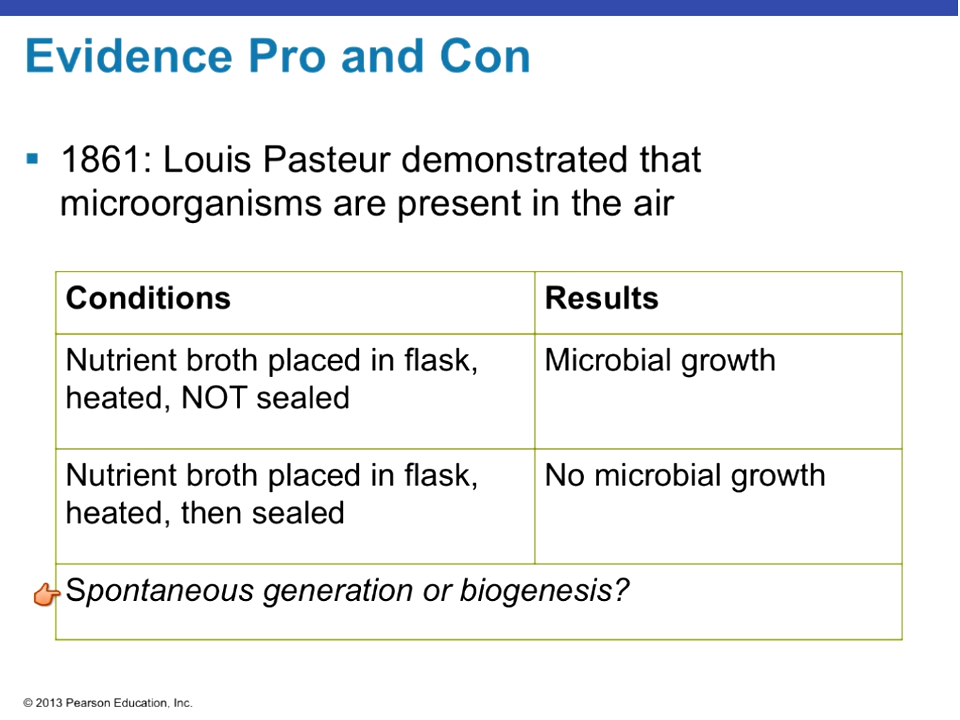 Evidence Pro and Con
▪ 1861: Louis Pasteur demonstrated that
microorganisms are present in the air
Conditions
Results
Nutrient broth placed in flask,
heated, NOT sealed
Microbial growth
Nutrient broth placed in flask,
heated, then sealed
No microbial growth
Spontaneous generation or biogenesis?
© 2013 Pearson Education, Inc.